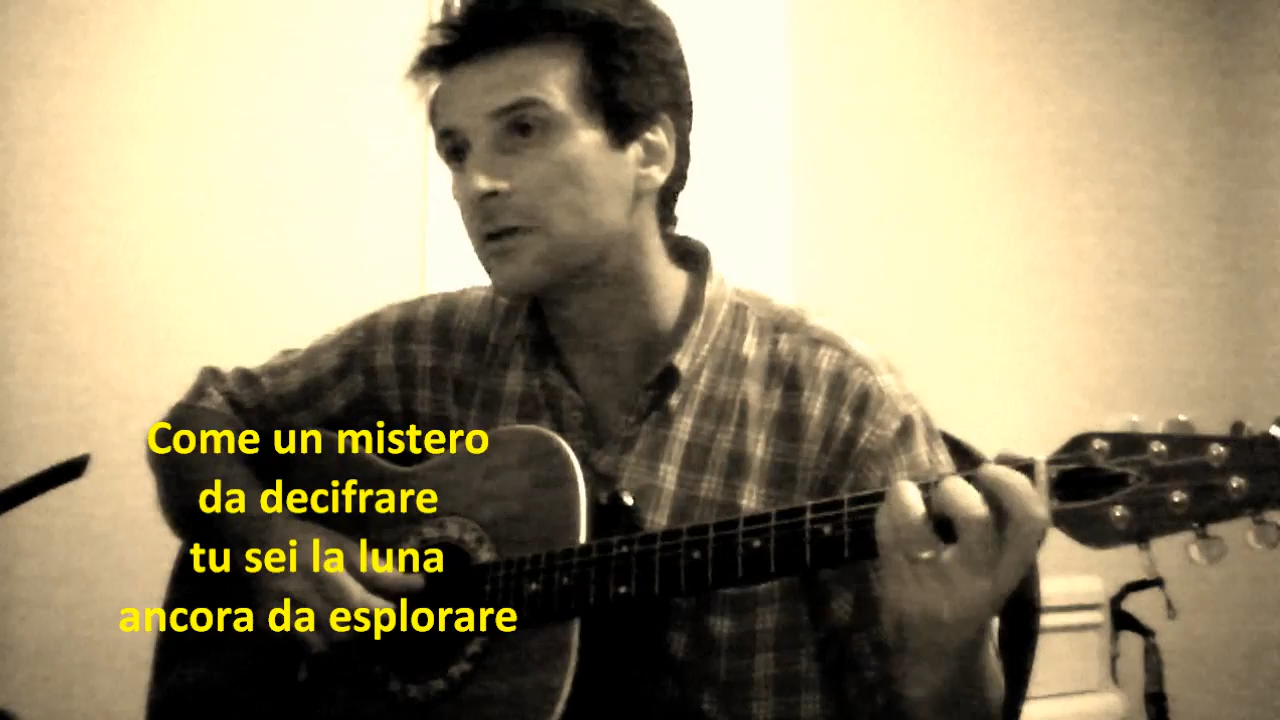 Come un mistero
da decifrare
tu sei la luna
ancora da esplorare